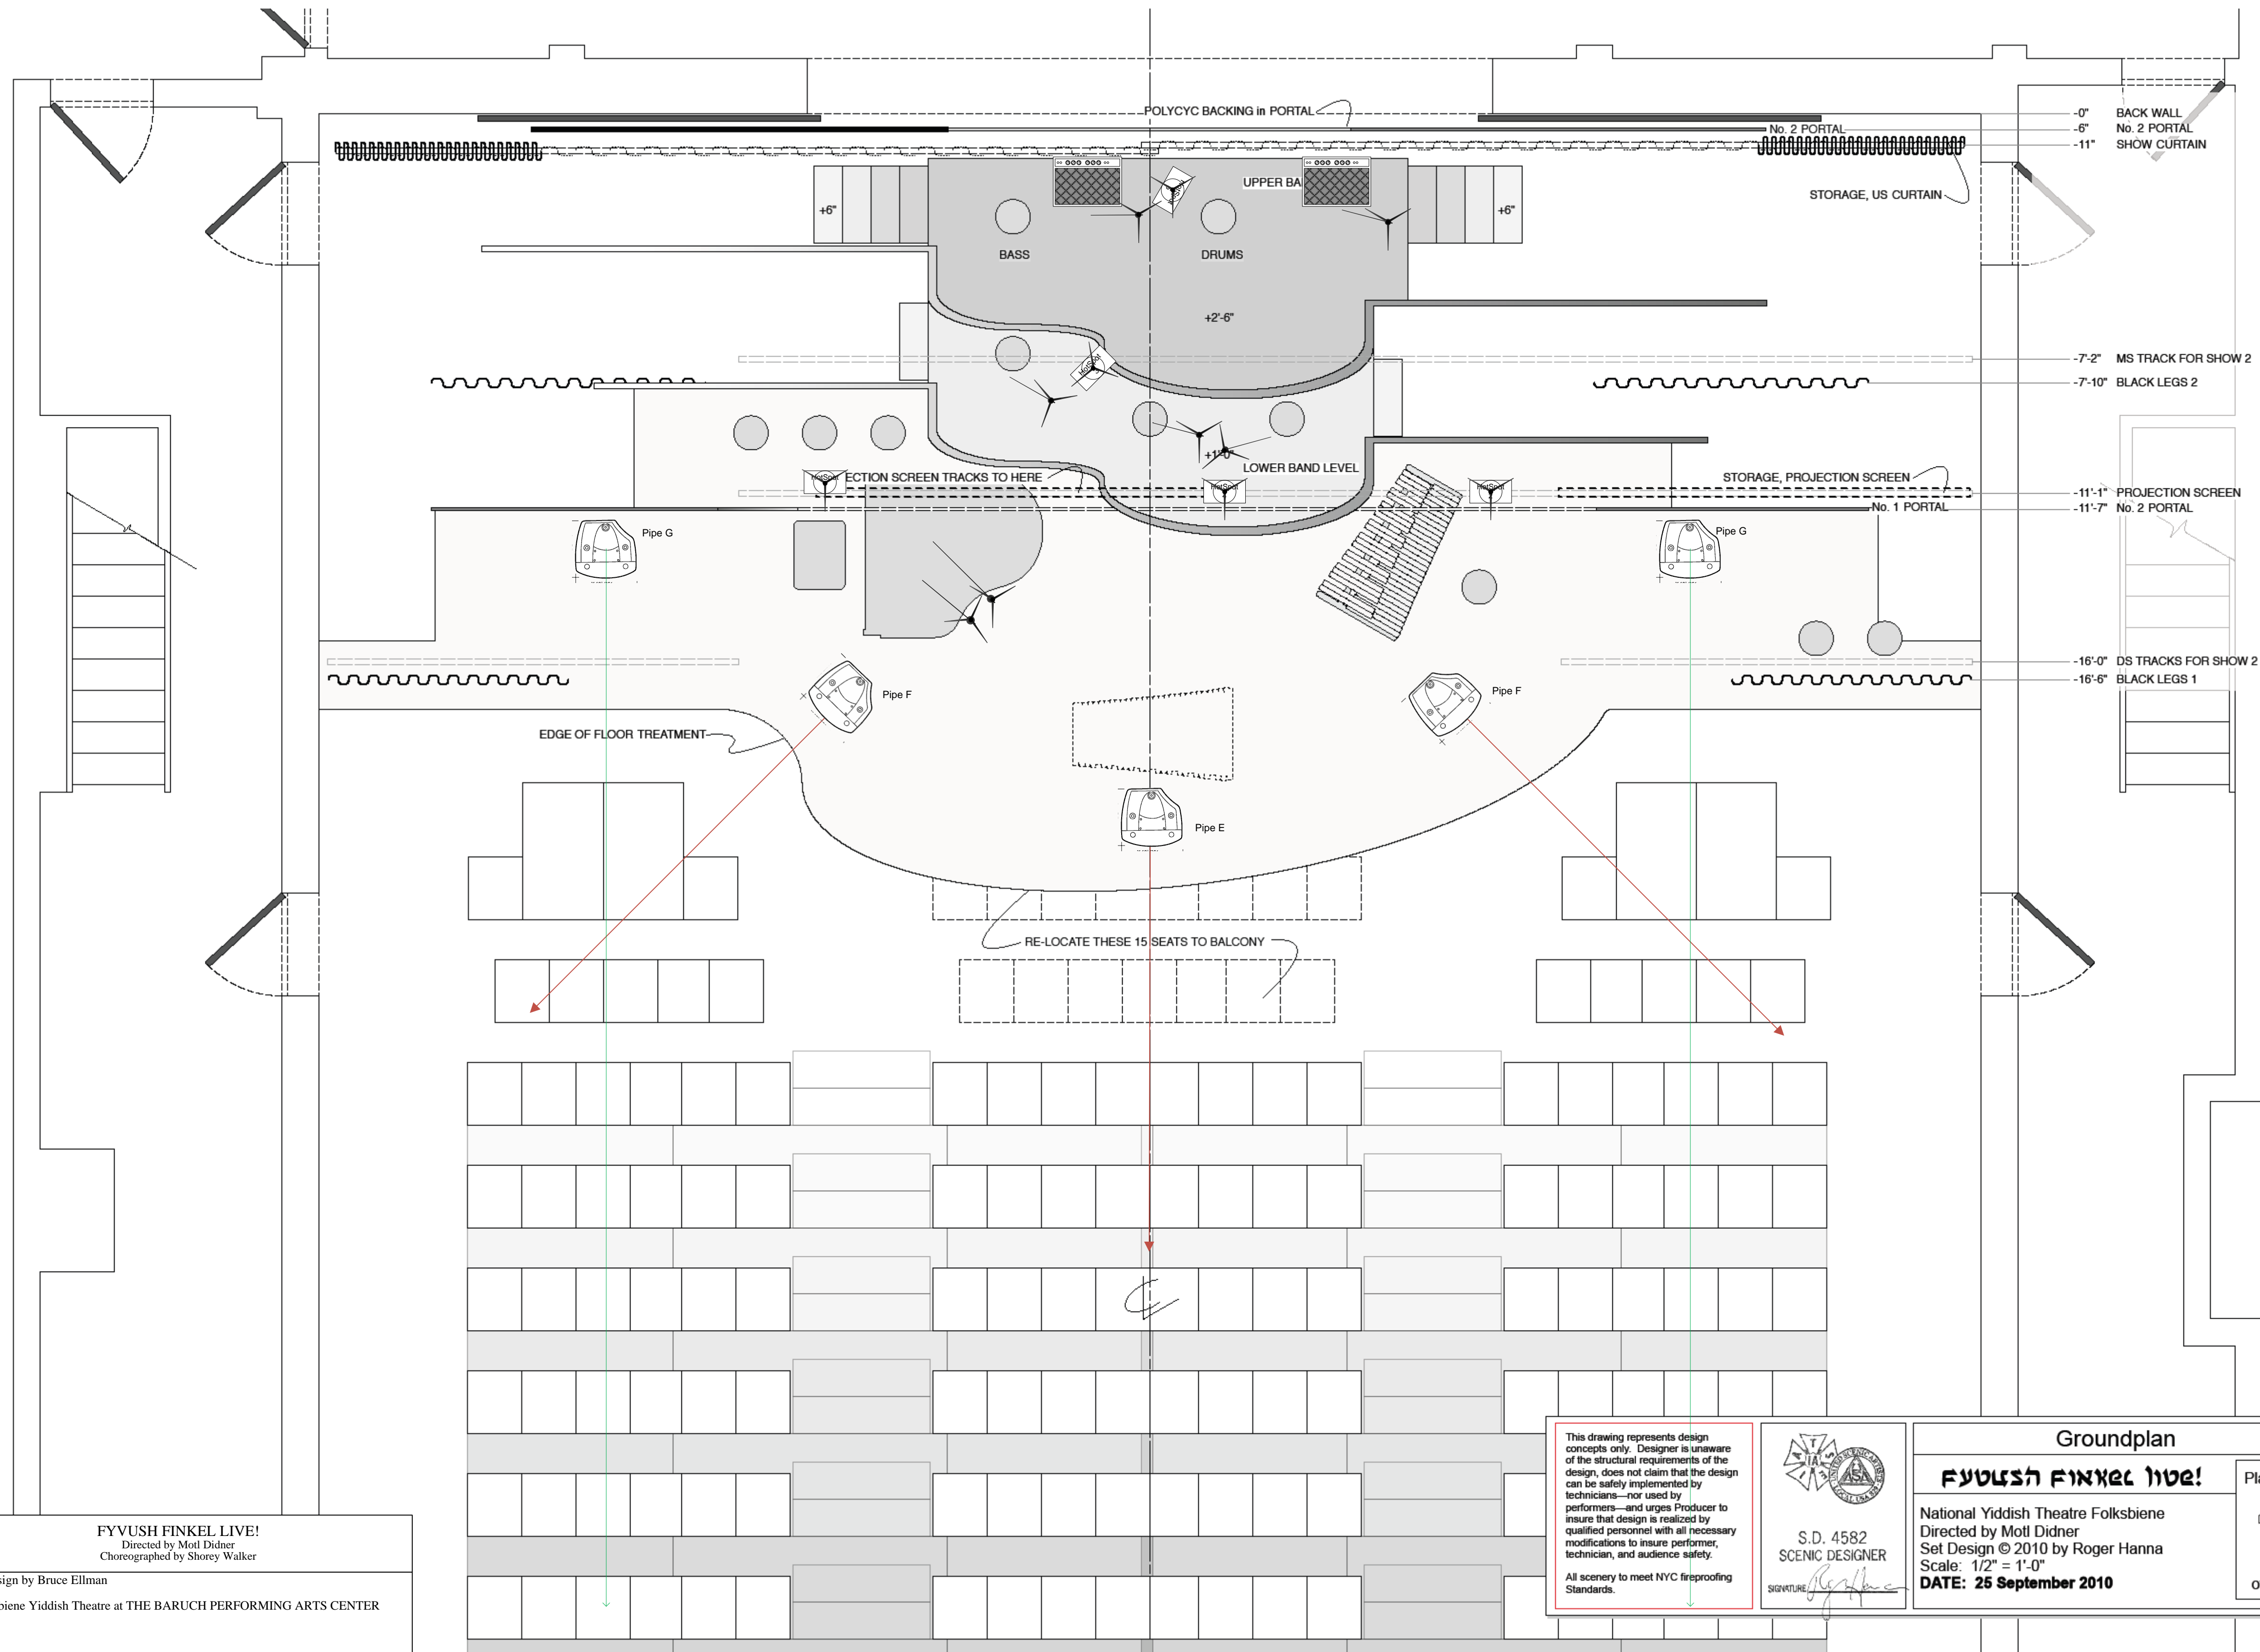 POLYCYC BACKING in PORTAL
-0" BACK WALL
No. 2 PORTAL
-6" No. 2 PORTAL
-11" SHOW CURTAIN
UPPER BA
STORAGE, US CURTAIN
+6"
+6"
BASS
DRUMS
+2'-6"
-7'-2" MS TRACK FOR SHOW 2
HotSpot
-7'-10" BLACK LEGS 2
+1'-0"
LOWER BAND LEVEL
HotSpot
ECTION SCREEN TRACKS TO HERE
HotSpot
STORAGE, PROJECTION SCREEN
-11'-1" PROJECTION SCREEN
No. 1 PORTAL
-11'-7" No. 2 PORTAL
Pipe G
Pipe G
-16'-0" DS TRACKS FOR SHOW 2
-16'-6" BLACK LEGS 1
Pipe F
Pipe F
EDGE OF FLOOR TREATMENT
Pipe E
RE-LOCATE THESE 15 SEATS TO BALCONY
This drawing represents design
concepts only. Designer is unaware
of the structural requirements of the
design, does not claim that the design
can be safely implemented by
technicians—nor used by
performers—and urges Producer to
insure that design is realized by
qualified personnel with all necessary
modifications to insure performer,
technician, and audience safety.
All scenery to meet NYC fireproofing
Standards.
S.D. 4582
SCENIC DESIGNER
SIGNATURE
Groundplan
FYVUSH FINKEL LIVE!
National Yiddish Theatre Folksbiene
Directed by Motl Didner
Set Design © 2010 by Roger Hanna
Scale: 1/2" = 1'-0"
DATE: 25 September 2010
Pla
FYVUSH FINKEL LIVE!
Directed by Motl Didner
Choreographed by Shorey Walker
sign by Bruce Ellman
biene Yiddish Theatre at THE BARUCH PERFORMING ARTS CENTER